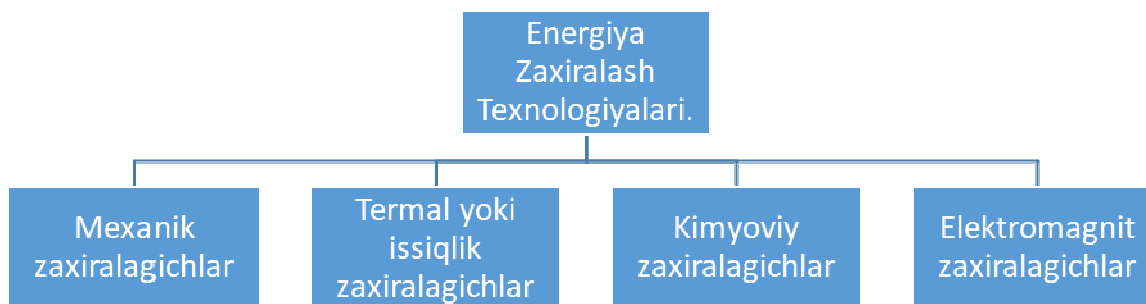 Energiya
Zaxiralash
Texnologiyalari.
Mexanik
zaxiralagichlar
Termal yoki
issiqlik
zaxiralagichlar
Kimyoviy
zaxiralagichlar
Elektromagnit
zaxiralagichlar